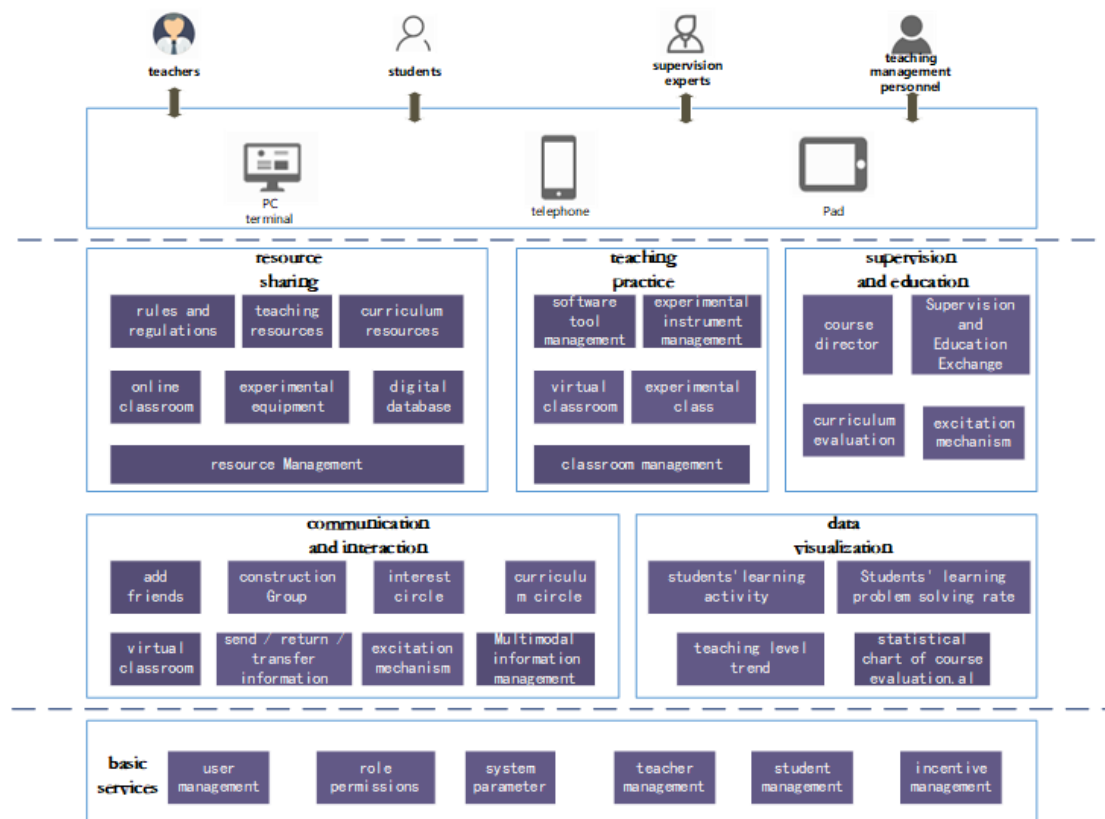 teachers
students
supervision
experts
teaching
management
personnel
PC
terminal
telephone
Pad
resource
sharing
rules and
regulations
teaching
resources
curriculum
resources
online
classroom
experimental
equipment
digital
database
resource Management
teaching
practice
software
tool
management
experimental
instrument
management
virtual
classroom
experimental
class
classroom management
supervision
and education
course
director
Supervision
and
Education
Exchange
curriculum
evaluation
excitation
mechanism
communication
and interaction
add
friends
construction
Group
interest
circle
curriculu
m circle
virtual
classroom
send / return /
transfer
information
excitation
mechanism
Multimodal
information
management
data
visualization
students'learning
activity
Students' learning
problem solving rate
teaching level
trend
statistical
chart of course
evaluation.al
basic
services
user
management
role
permissions
system
parameter
teacher
management
student
management
incentive
management